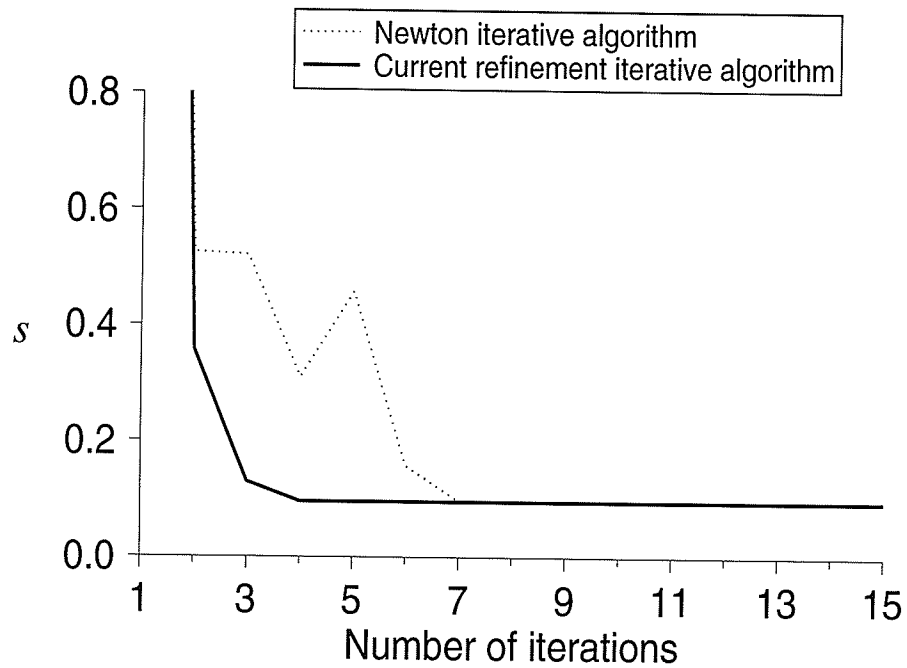 Newton iterative algorithm
Current refinement iterative algorithm
0.8
0.6
s
0.4
0.2
0.0
1 3 5 7 9 11 13 15
Number of iterations